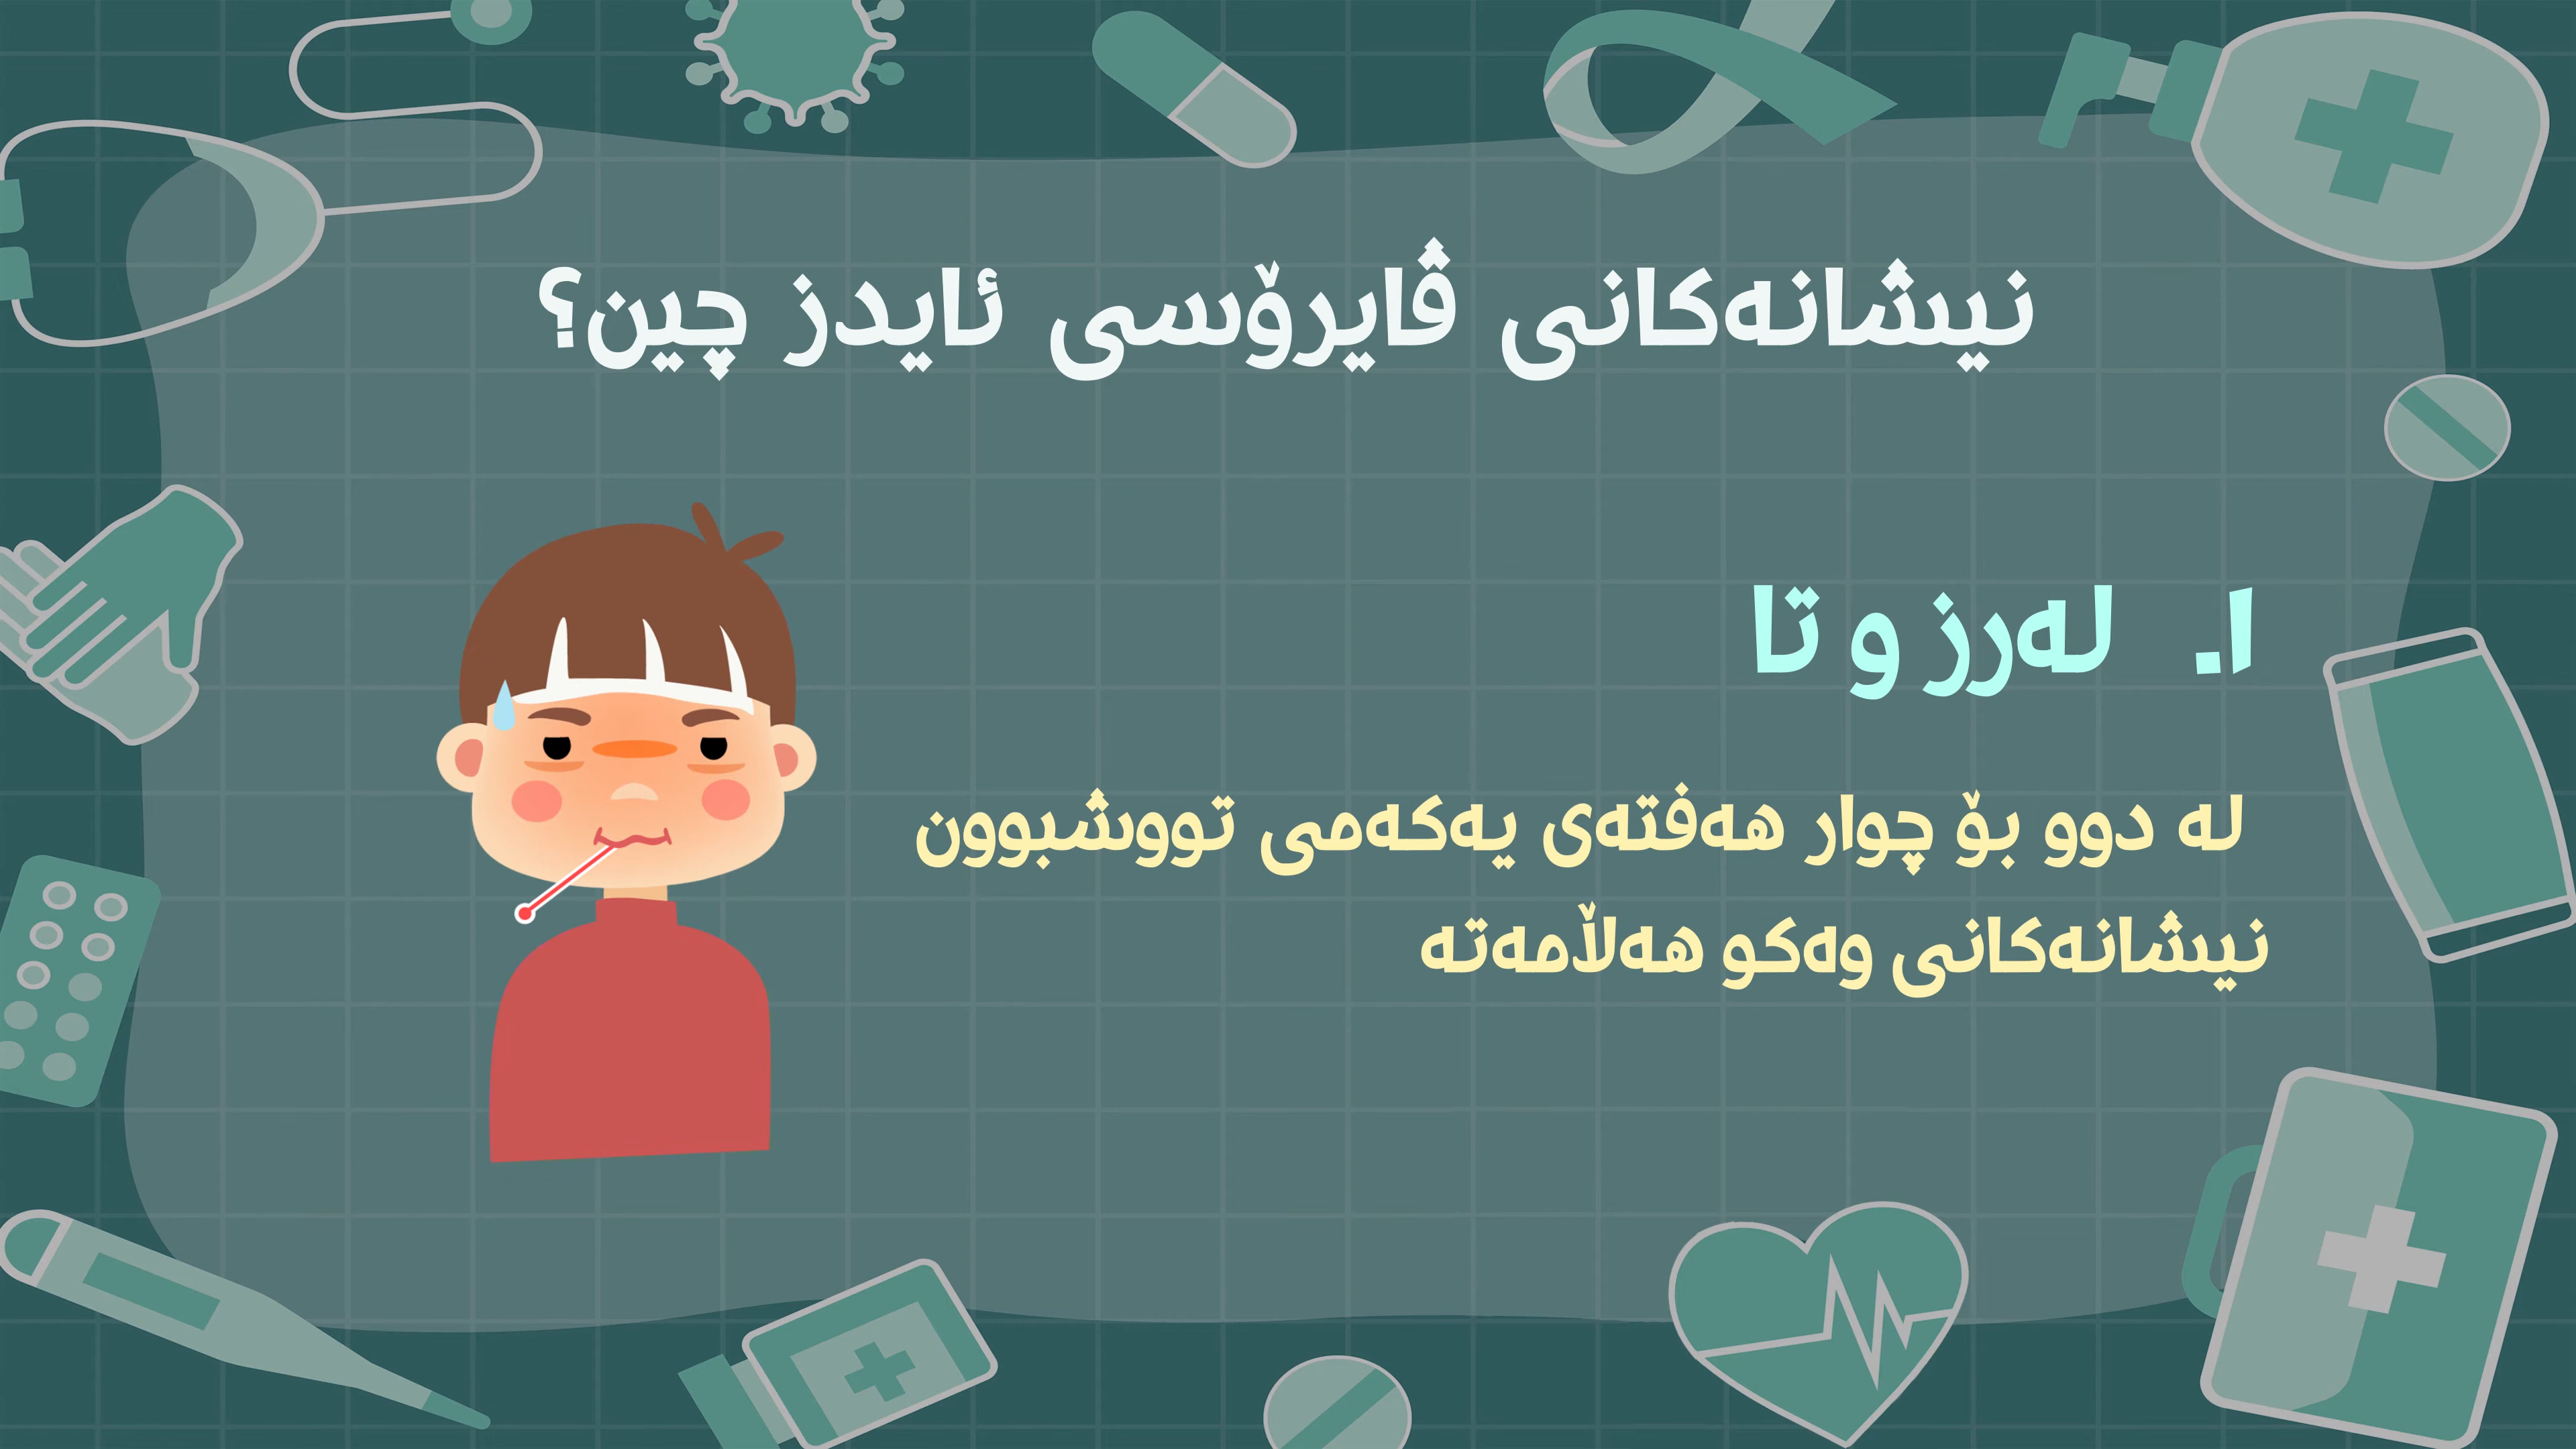 نیشانەکانی ڤایرۆسی ئایدز چین؟
١. لەرز و تا
لە دوو بۆ چوار هەفتەی یەکەمی تووشبوون
نیشانەکانی وەکو هەڵامەتە